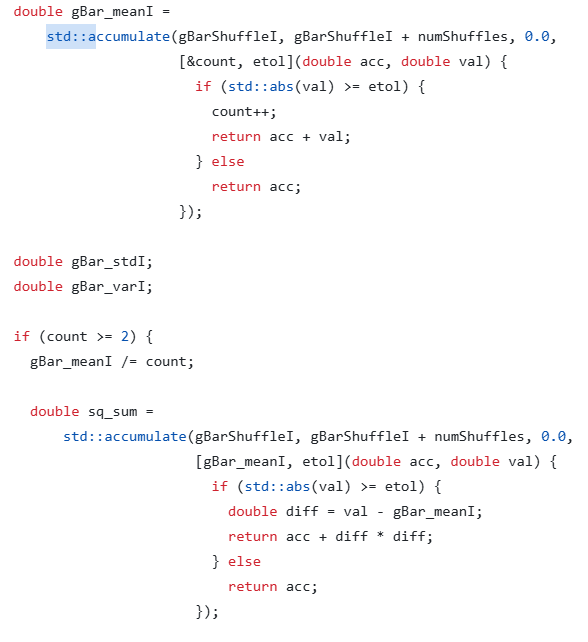 double gBar_meanI =
    std::accumulate(gBarShuffleI, gBarShuffleI + numShuffles, 0.0,
                    [&count, etol](double acc, double val) {
                      if (std::abs(val) >= etol) {
                        count++;
                        return acc + val;
                      } else
                        return acc;
                    });

double gBar_stdI;
double gBar_varI;

if (count >= 2) {
  gBar_meanI /= count;

  double sq_sum =
      std::accumulate(gBarShuffleI, gBarShuffleI + numShuffles, 0.0,
                      [gBar_meanI, etol](double acc, double val) {
                        if (std::abs(val) >= etol) {
                          double diff = val - gBar_meanI;
                          return acc + diff * diff;
                        } else
                          return acc;
                      });